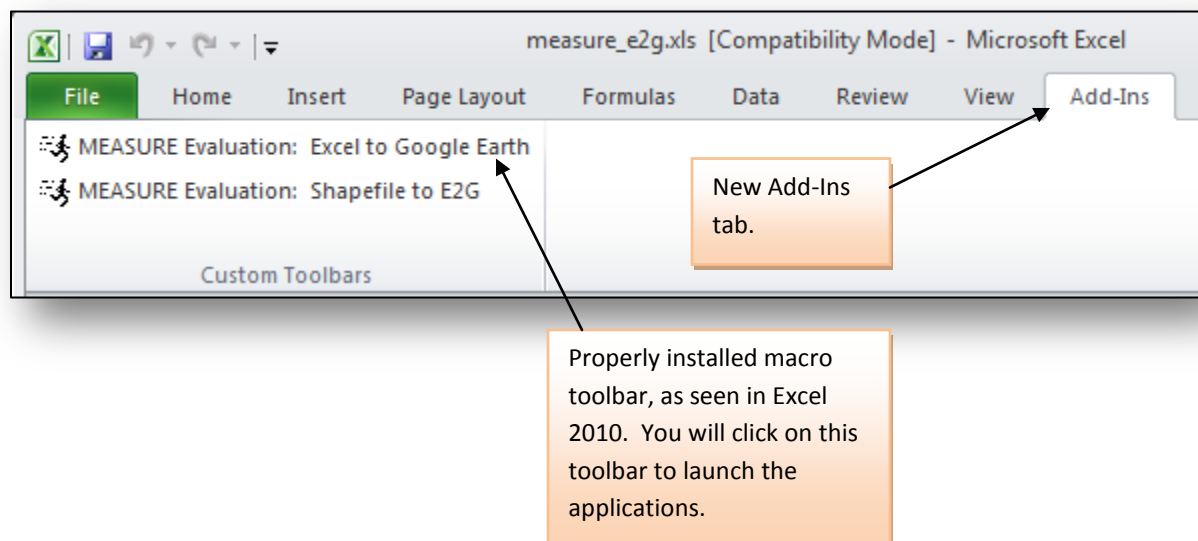 measure_e2g.xls [Compatibility Mode] - Microsoft Excel
File Home Insert Page Layout Formulas Data Review View Add-Ins
MEASURE Evaluation: Excel to Google Earth
MEASURE Evaluation: Shapefile to E2G
Custom Toolbars
New Add-Ins
tab.
Properly installed macro
toolbar, as seen in Excel
2010. You will click on this
toolbar to launch the
applications.